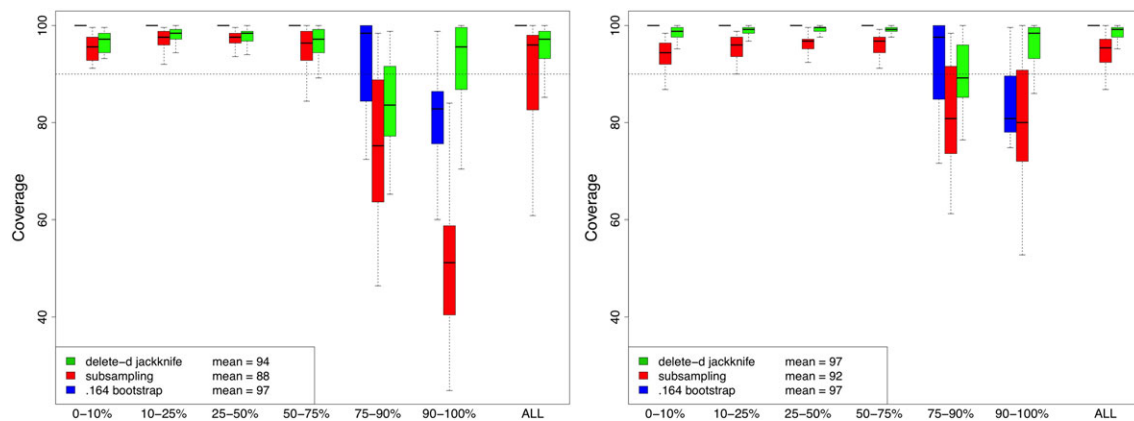 100
80
60
40
Coverage
delete-d jackknife mean = 94
subsampling mean = 88
.164 bootstrap mean = 97
0-10% 10-25% 25-50% 50-75% 75-90% 90-100% ALL
100
80
60
40
Coverage
delete-d jackknife mean = 97
subsampling mean = 92
.164 bootstrap mean = 97
0-10% 10-25% 25-50% 50-75% 75-90% 90-100% ALL